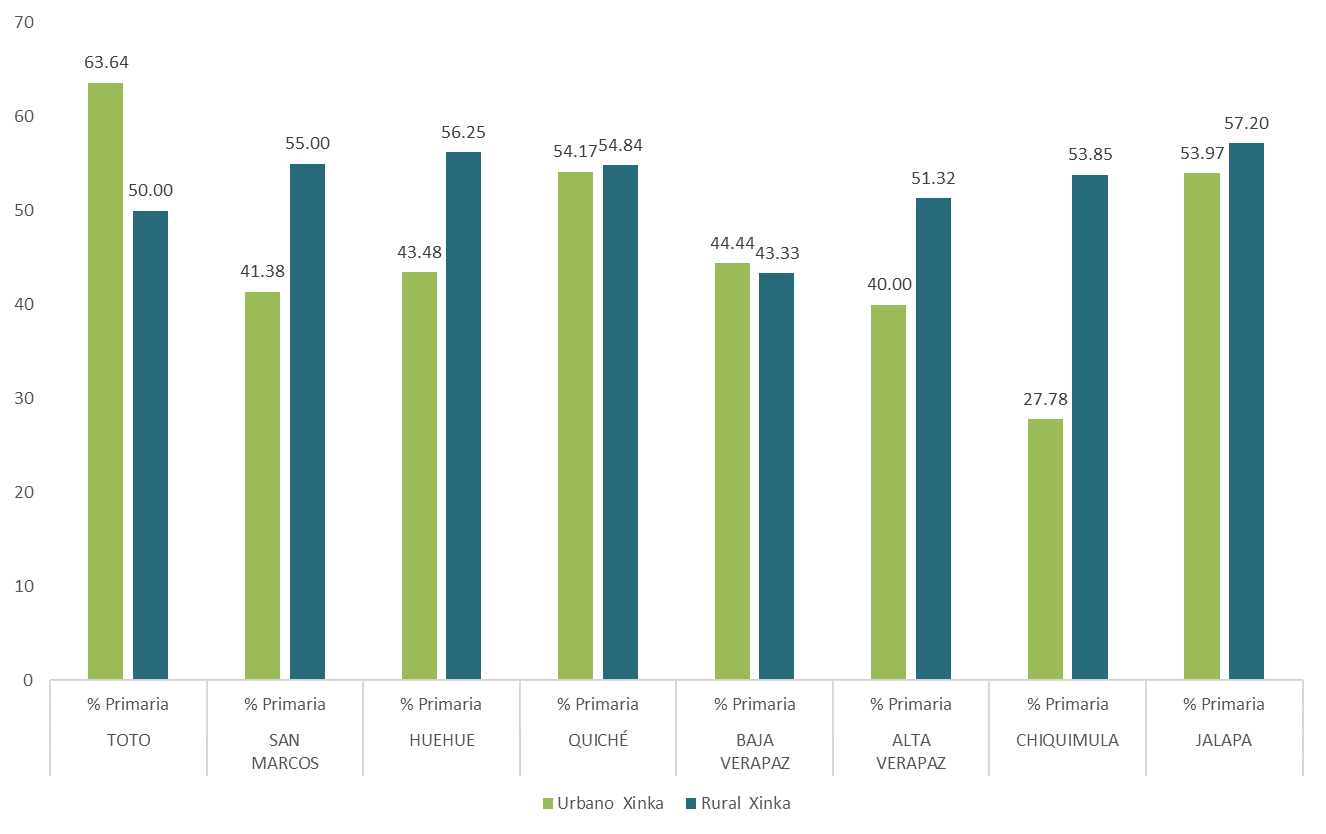 70
60
50
40
30
20
10
0
63.64
50.00
41.38
55.00
43.48
56.25
54.17
54.84
44.44
43.33
40.00
51.32
27.78
53.85
53.97
57.20
% Primaria % Primaria % Primaria % Primaria % Primaria % Primaria % Primaria % Primaria
TOTO
SAN
MARCOS
HUEHUE
QUICHÉ
BAJA
VERAPAZ
ALTA
VERAPAZ
CHIQUIMULA
JALAPA
Urbano Xinka Rural Xinka